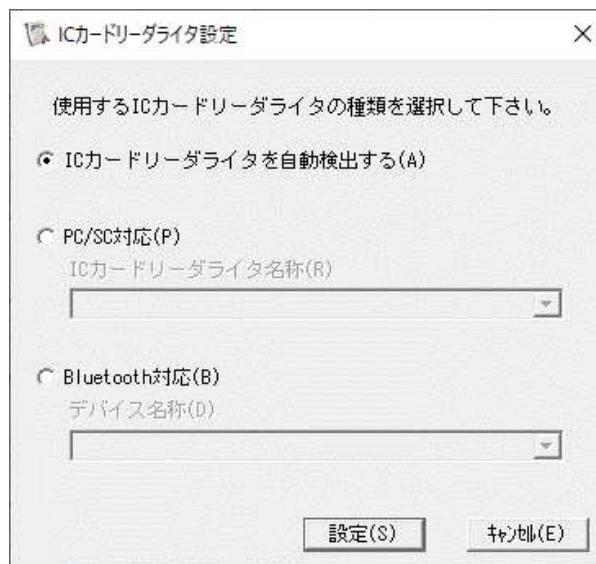 ICカードリーダライタ設定
使用するICカードリーダライタの種類を選択して下さい。
ICカードリーダライタを自動検出する(A)
PC/SC対応(P)
ICカードリーダライタ名称(R)
Bluetooth対応(B)
デバイス名称(D)
設定(S)
ｷｬﾝｾﾙ(E)